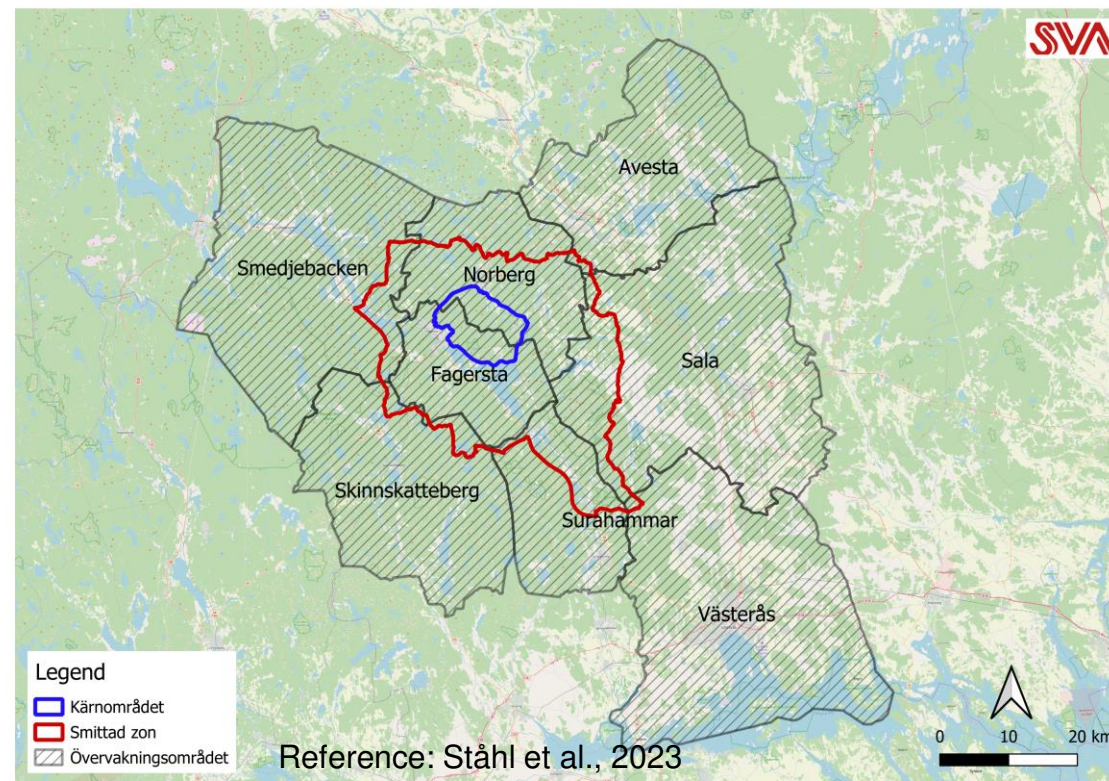 SVA
Avesta
Smedjebacken
Norberg
Sala
Fagersta
Skinnskatteberg
Surahammar
Västerås
Legend
Kärnområdet
Smittad zon
Övervakningsområdet
Reference: Ståhl et al., 2023
0 10 20 km